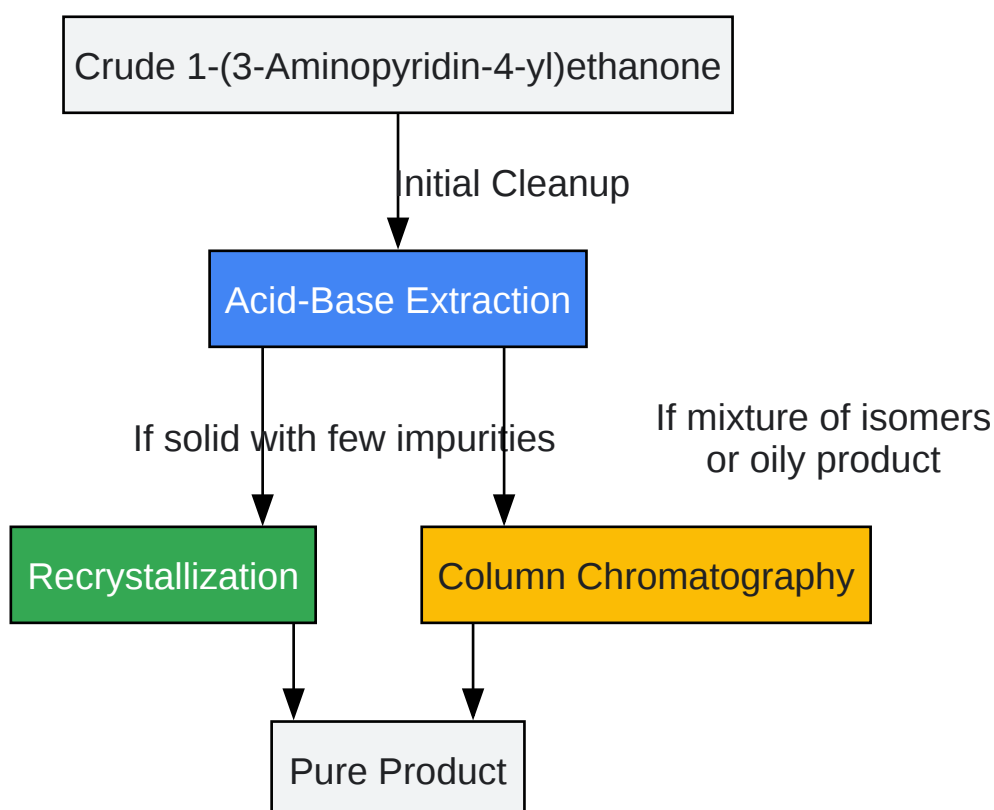 Crude 1-(3-Aminopyridin-4-yl)ethanone
Initial Cleanup
Acid-Base Extraction
If solid with few impurities
If mixture of isomers
or oily product
Recrystallization
Column Chromatography
Pure Product